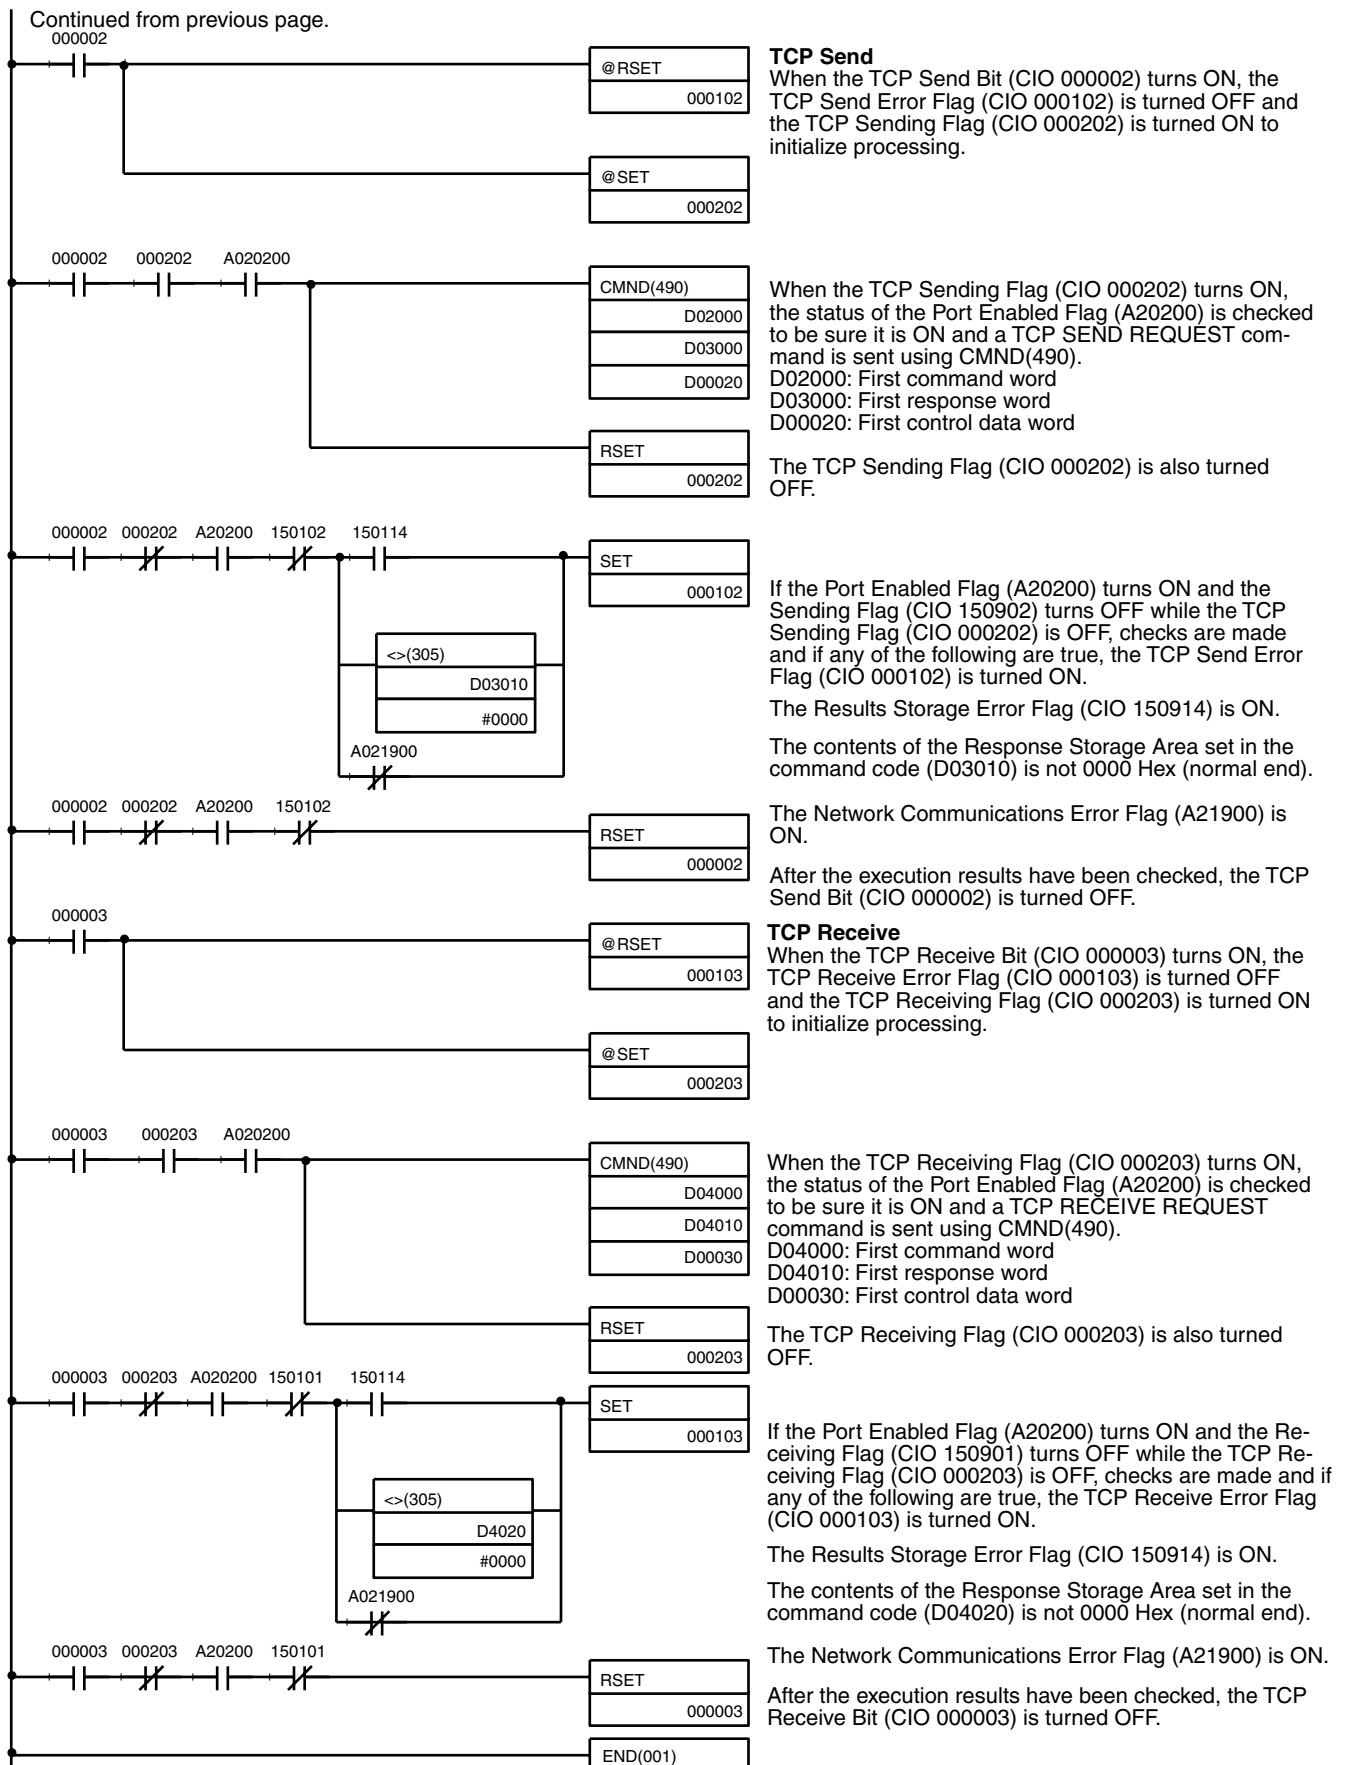 Continued from previous page.
000002
@RSET
000102
TCP Send
When the TCP Send Bit (CIO 000002) turns ON, the
TCP Send Error Flag (CIO 000102) is turned OFF and
the TCP Sending Flag (CIO 000202) is turned ON to
initialize processing.
@SET
000202
000002 000202 A020200
CMND(490)
D02000
D03000
D00020
When the TCP Sending Flag (CIO 000202) turns ON,
the status of the Port Enabled Flag (A20200) is checked
to be sure it is ON and a TCP SEND REQUEST com-
mand is sent using CMND(490).
D02000: First command word
D03000: First response word
D00020: First control data word
RSET
000202
The TCP Sending Flag (CIO 000202) is also turned
OFF.
000002 000202 A20200 150102 150114
SET
000102
<>(305)
D03010
#0000
A021900
If the Port Enabled Flag (A20200) turns ON and the
Sending Flag (CIO 150902) turns OFF while the TCP
Sending Flag (CIO 000202) is OFF, checks are made
and if any of the following are true, the TCP Send Error
Flag (CIO 000102) is turned ON.
The Results Storage Error Flag (CIO 150914) is ON.
The contents of the Response Storage Area set in the
command code (D03010) is not 0000 Hex (normal end).
000002 000202 A20200 150102
RSET
000002
The Network Communications Error Flag (A21900) is
ON.
After the execution results have been checked, the TCP
Send Bit (CIO 000002) is turned OFF.
000003
@RSET
000103
TCP Receive
When the TCP Receive Bit (CIO 000003) turns ON, the
TCP Receive Error Flag (CIO 000103) is turned OFF
and the TCP Receiving Flag (CIO 000203) is turned ON
to initialize processing.
@SET
000203
000003 000203 A020200
CMND(490)
D04000
D04010
D00030
When the TCP Receiving Flag (CIO 000203) turns ON,
the status of the Port Enabled Flag (A20200) is checked
to be sure it is ON and a TCP RECEIVE REQUEST
command is sent using CMND(490).
D04000: First command word
D04010: First response word
D00030: First control data word
RSET
000203
The TCP Receiving Flag (CIO 000203) is also turned
OFF.
000003 000203 A020200 150101 150114
SET
000103
<>(305)
D4020
#0000
A021900
If the Port Enabled Flag (A20200) turns ON and the Re-
ceiving Flag (CIO 150901) turns OFF while the TCP Re-
ceiving Flag (CIO 000203) is OFF, checks are made and if
any of the following are true, the TCP Receive Error Flag
(CIO 000103) is turned ON.
The Results Storage Error Flag (CIO 150914) is ON.
The contents of the Response Storage Area set in the
command code (D04020) is not 0000 Hex (normal end).
000003 000203 A20200 150101
RSET
000003
The Network Communications Error Flag (A21900) is ON.
After the execution results have been checked, the TCP
Receive Bit (CIO 000003) is turned OFF.
END(001)